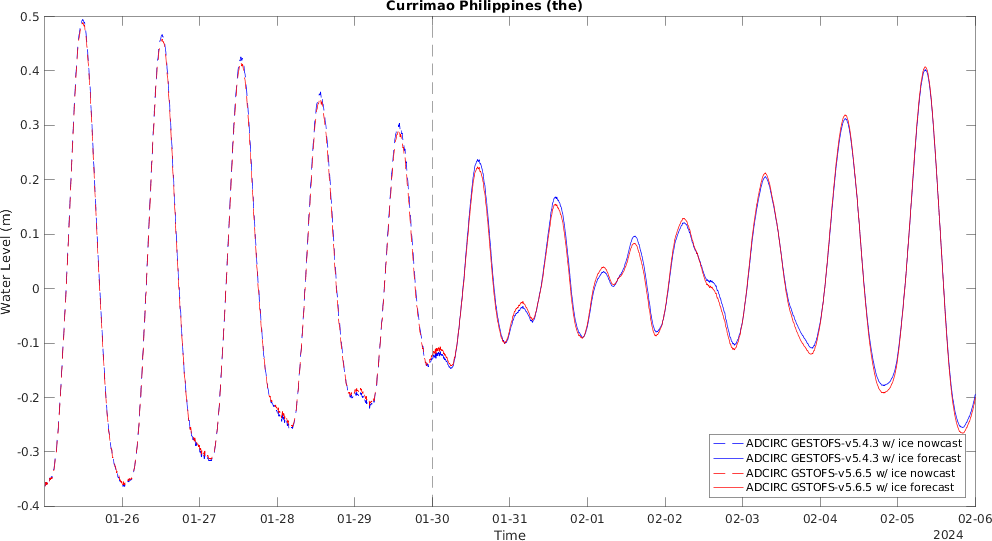 Currimao Philippines (the)
0.5
0.4
0.3
0.2
0.1
0
-0.1
-0.2
-0.3
-0.4
Water Level (m)
ADCIRC GESTOFS-v5.4.3 w/ ice nowcast
ADCIRC GESTOFS-v5.4.3 w/ ice forecast
ADCIRC GSTOFS-v5.6.5 w/ ice nowcast
ADCIRC GSTOFS-v5.6.5 w/ ice forecast
01-26 01-27 01-28 01-29 01-30 01-31 02-01 02-02 02-03 02-04 02-05 02-06
Time
2024